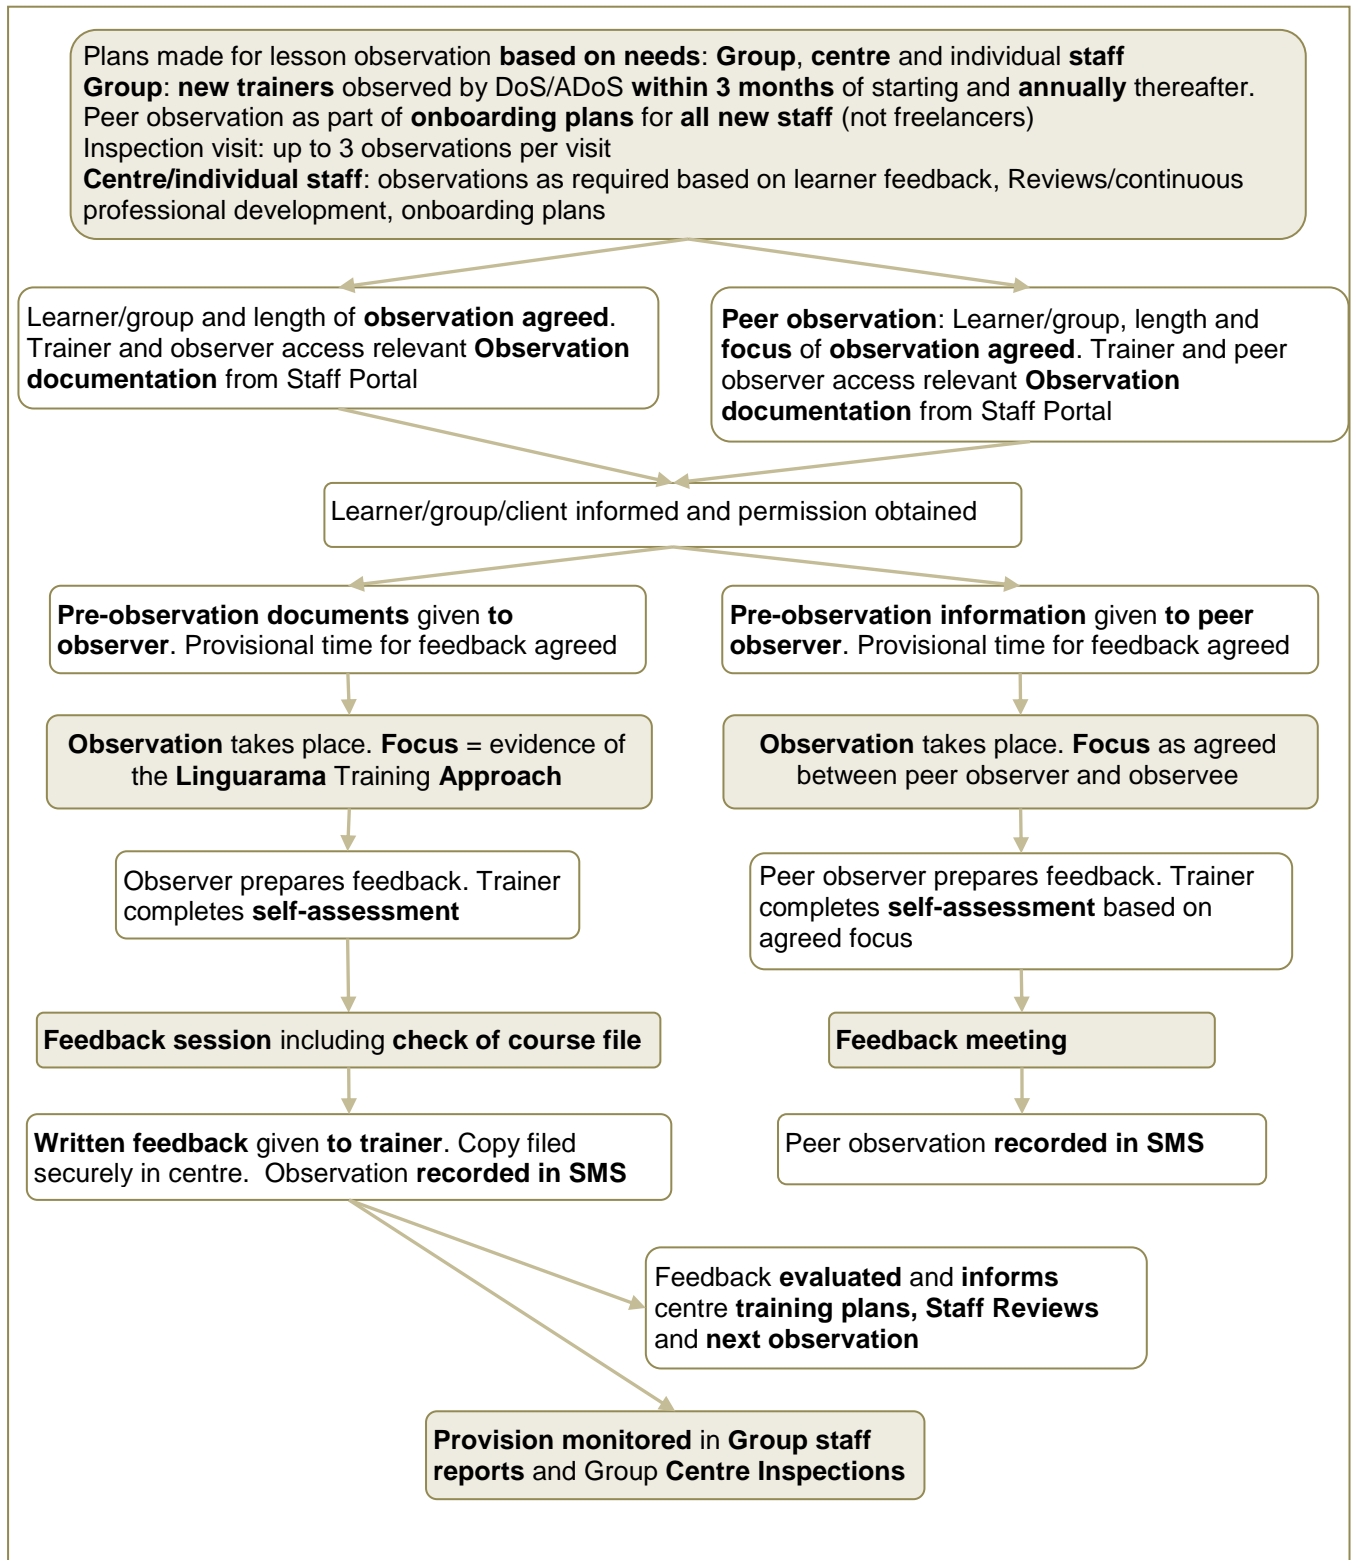 Plans made for lesson observation based on needs: Group, centre and individual staff
Group: new trainers observed by DoS/ADoS within 3 months of starting and annually thereafter.
Peer observation as part of onboarding plans for all new staff (not freelancers)
Inspection visit: up to 3 observations per visit
Centre/individual staff: observations as required based on learner feedback, Reviews/continuous
professional development, onboarding plans
Learner/group and length of observation agreed.
Trainer and observer access relevant Observation
documentation from Staff Portal
Peer observation: Learner/group, length and
focus of observation agreed. Trainer and peer
observer access relevant Observation
documentation from Staff Portal
Learner/group/client informed and permission obtained
Pre-observation documents given to
observer. Provisional time for feedback agreed
Pre-observation information given to peer
observer. Provisional time for feedback agreed
Observation takes place. Focus = evidence of
the Linguarama Training Approach
Observation takes place. Focus as agreed
between peer observer and observee
Observer prepares feedback. Trainer
completes self-assessment
Peer observer prepares feedback. Trainer
completes self-assessment based on
agreed focus
Feedback session including check of course file
Feedback meeting
Written feedback given to trainer. Copy filed
securely in centre.  Observation recorded in SMS
Peer observation recorded in SMS
Feedback evaluated and informs
centre training plans, Staff Reviews
and next observation
Provision monitored in Group staff
reports and Group Centre Inspections